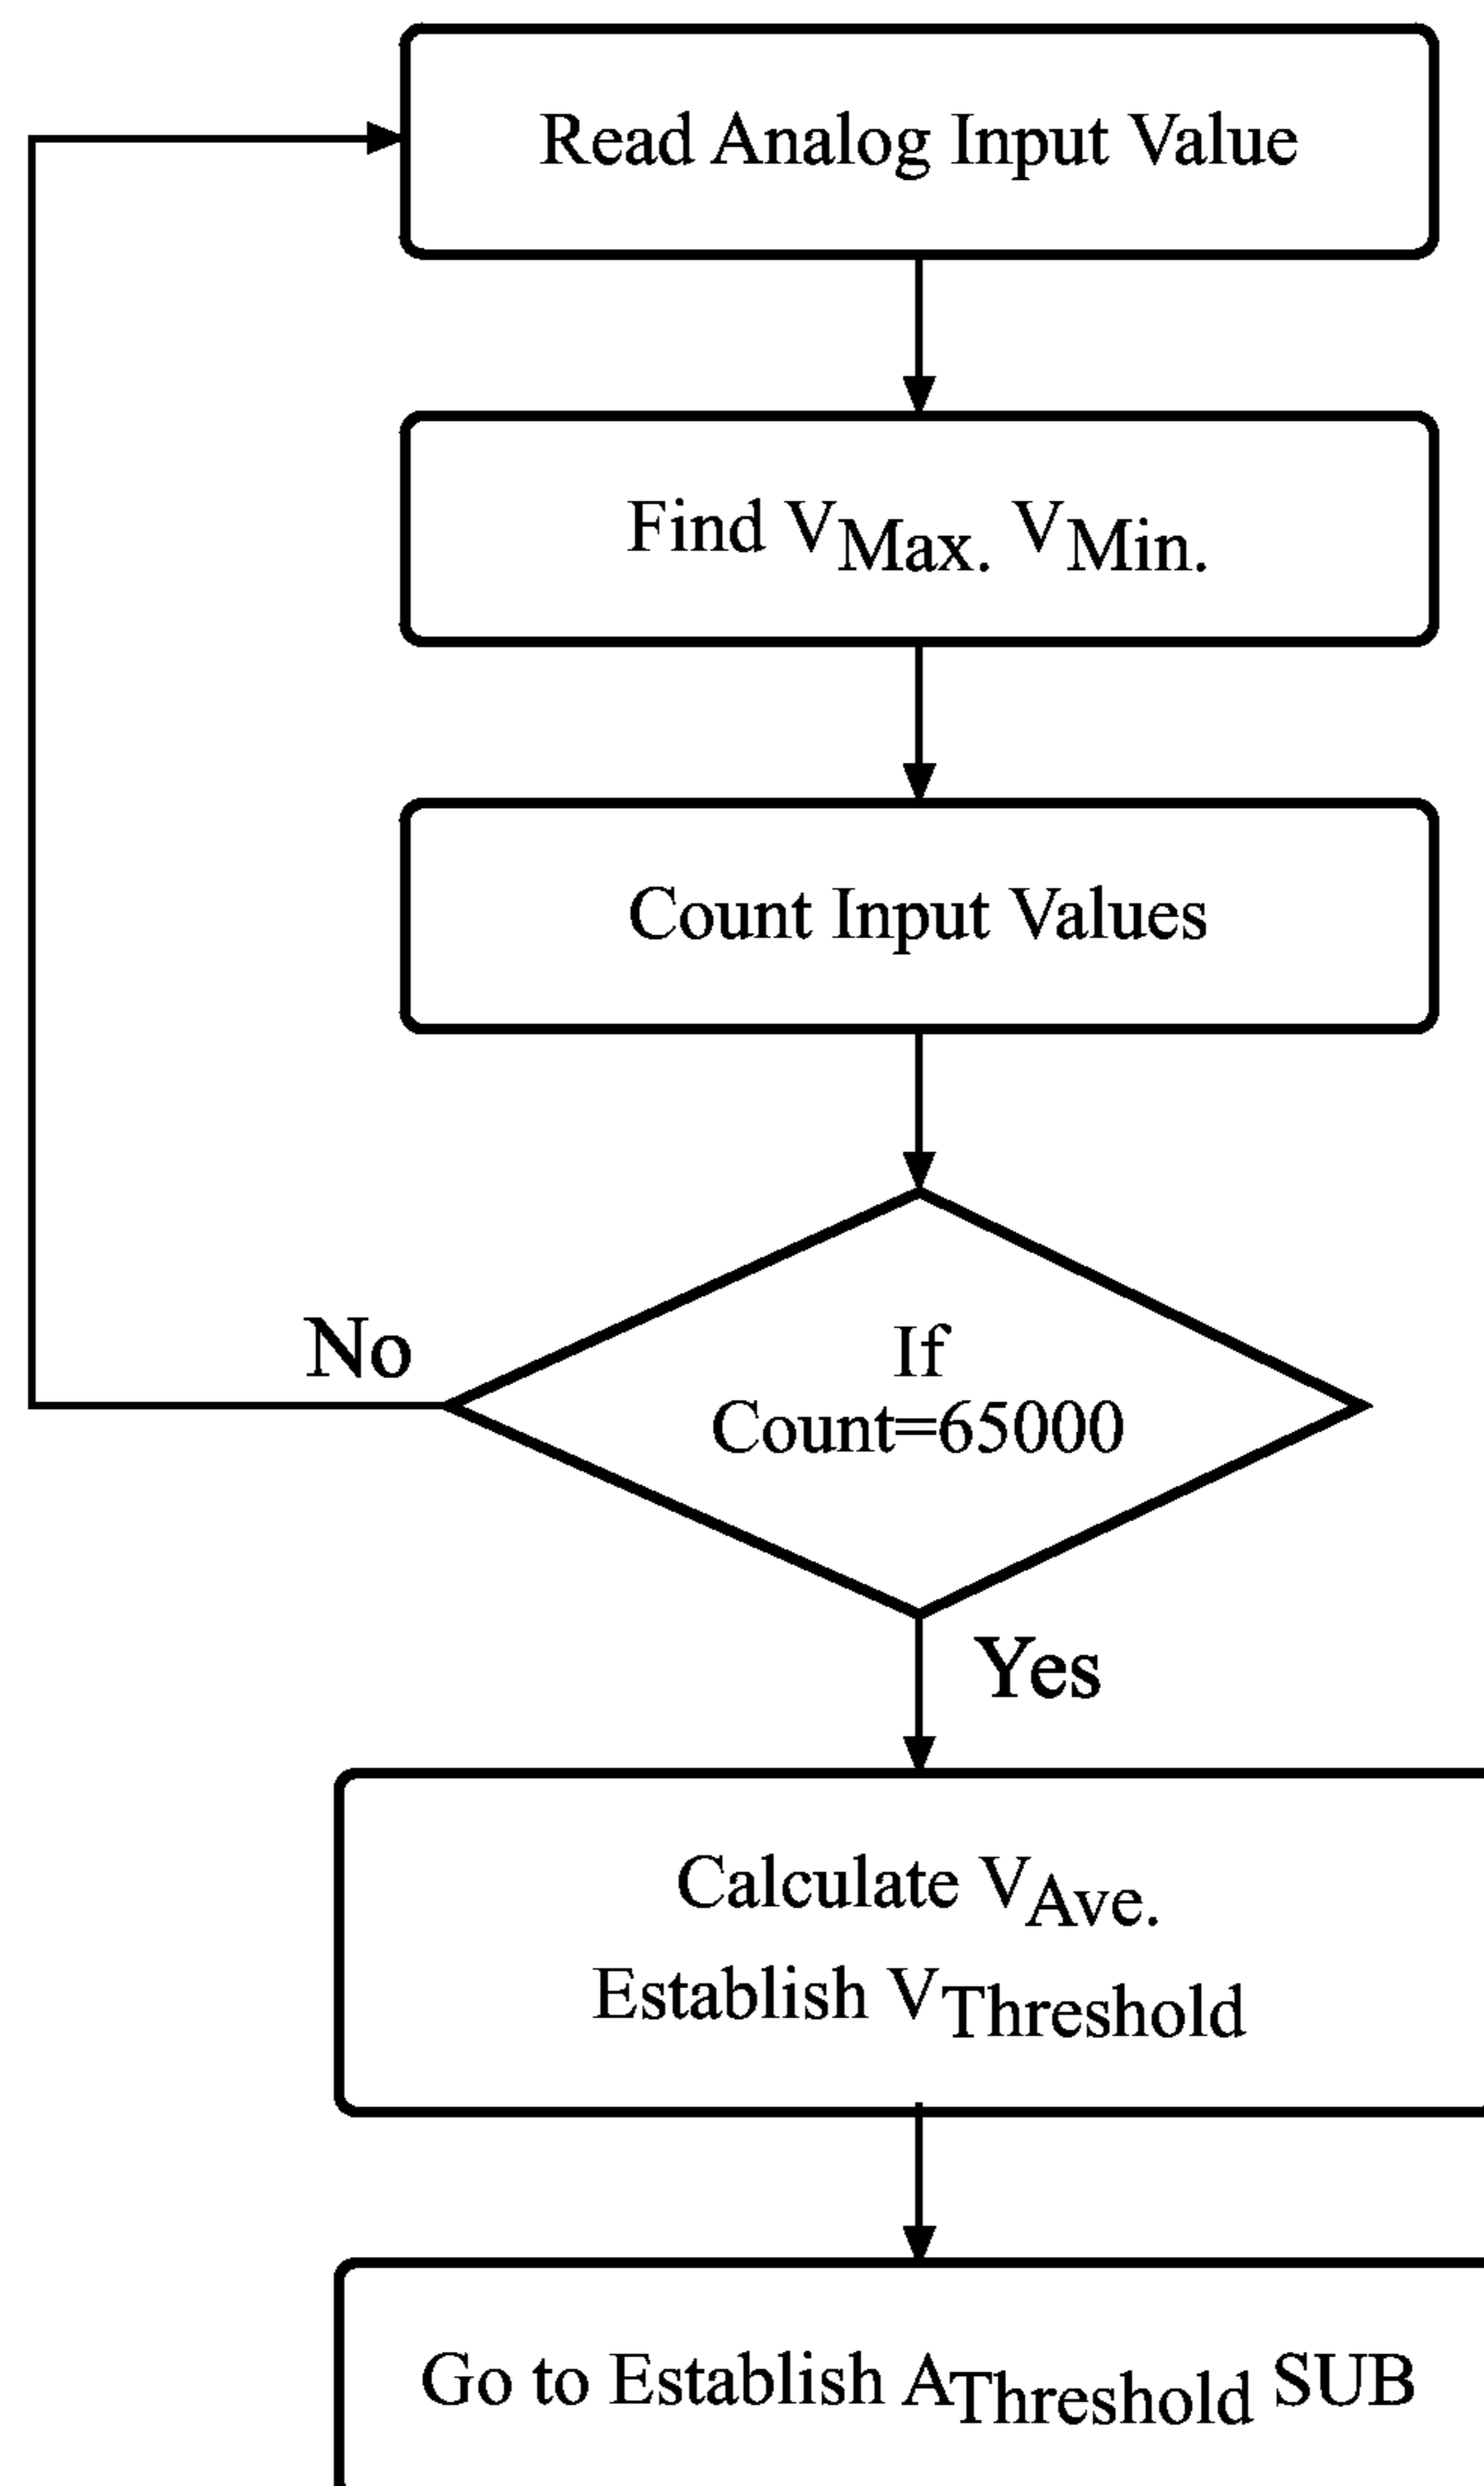 Read Analog Input Value
Find VMax. VMin.
Count Input Values
If
Count=65000
No
Yes
Calculate VAve.
Establish VThreshold
Go to Establish AThreshold SUB